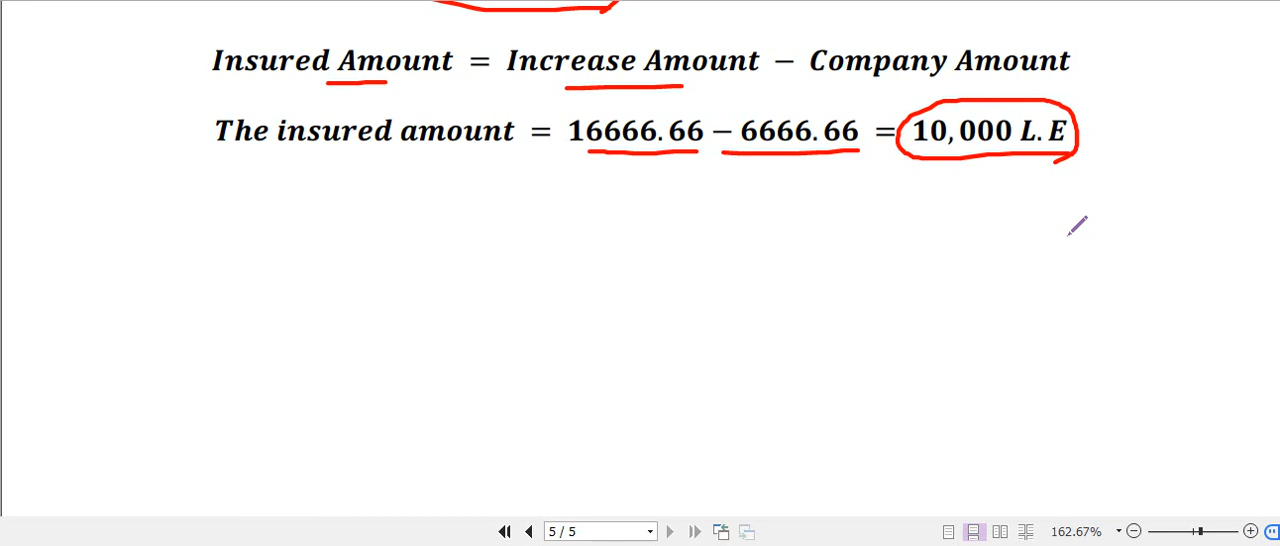 Insured Amount = Increase Amount − Company Amount
The insured amount = 16666.66 − 6666.66 = 10,000 L.E
5 / 5
162.67%